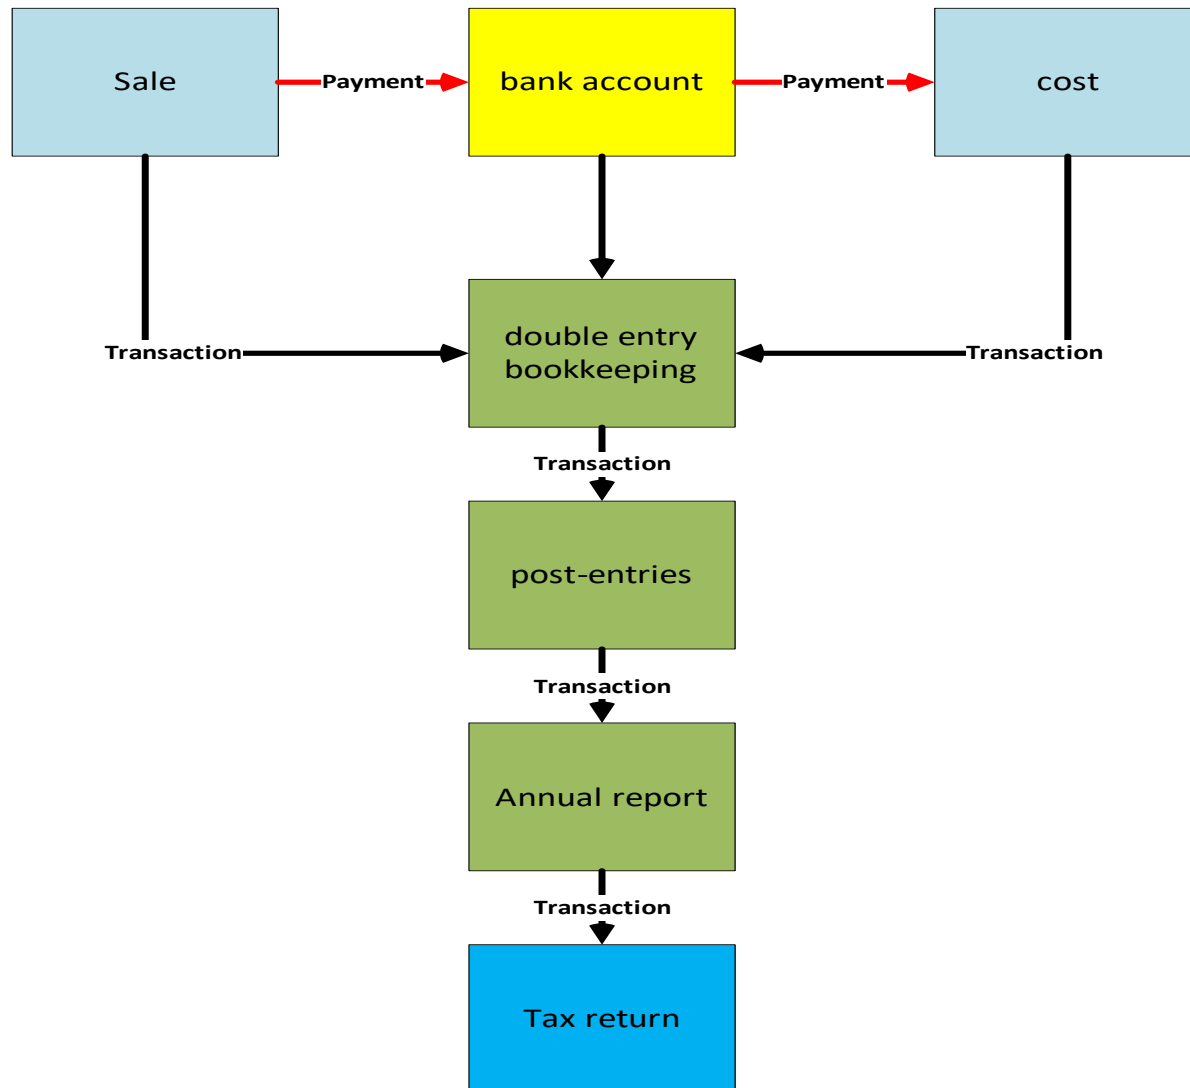 Sale
Payment
bank account
Payment
cost
double entry
bookkeeping
Transaction
Transaction
Transaction
post-entries
Transaction
Annual report
Transaction
Tax return